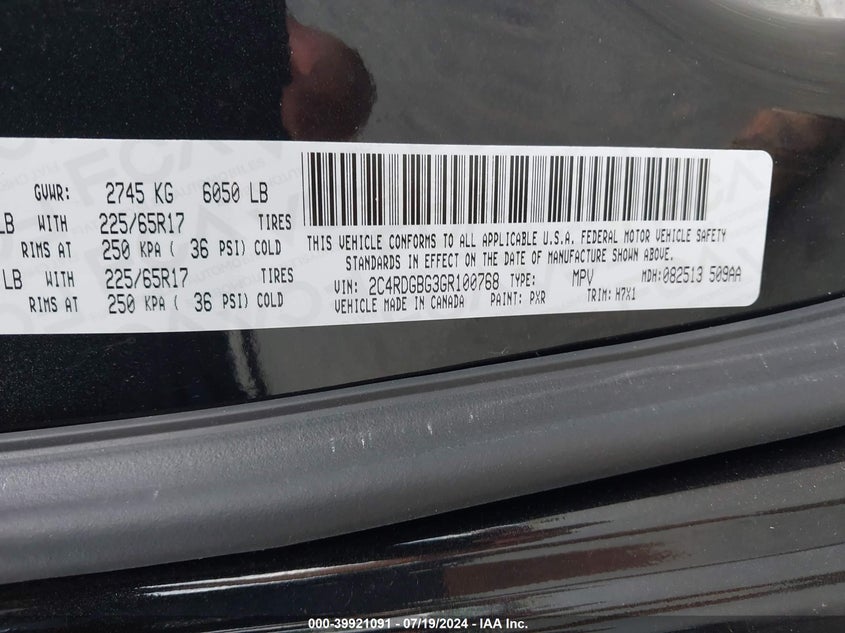 GVWR: 2745 KG 6050 LB
LB WITH 225/65R17 TIRES
RIMS AT 250 KPA ( 36 PSI) COLD
LB WITH 225/65R17 TIRES
RIMS AT 250 KPA ( 36 PSI) COLD
THIS VEHICLE CONFORMS TO ALL APPLICABLE U.S.A. FEDERAL MOTOR VEHICLE SAFETY
STANDARDS IN EFFECT ON THE DATE OF MANUFACTURE SHOWN ABOVE.
VIN: 2C4RDGBG3GR100768 TYPE: MPV MDH:082513 509AA
VEHICLE MADE IN CANADA PAINT: PXR TRIM: H7X1
000-39921091 - 07/19/2024 - IAA Inc.